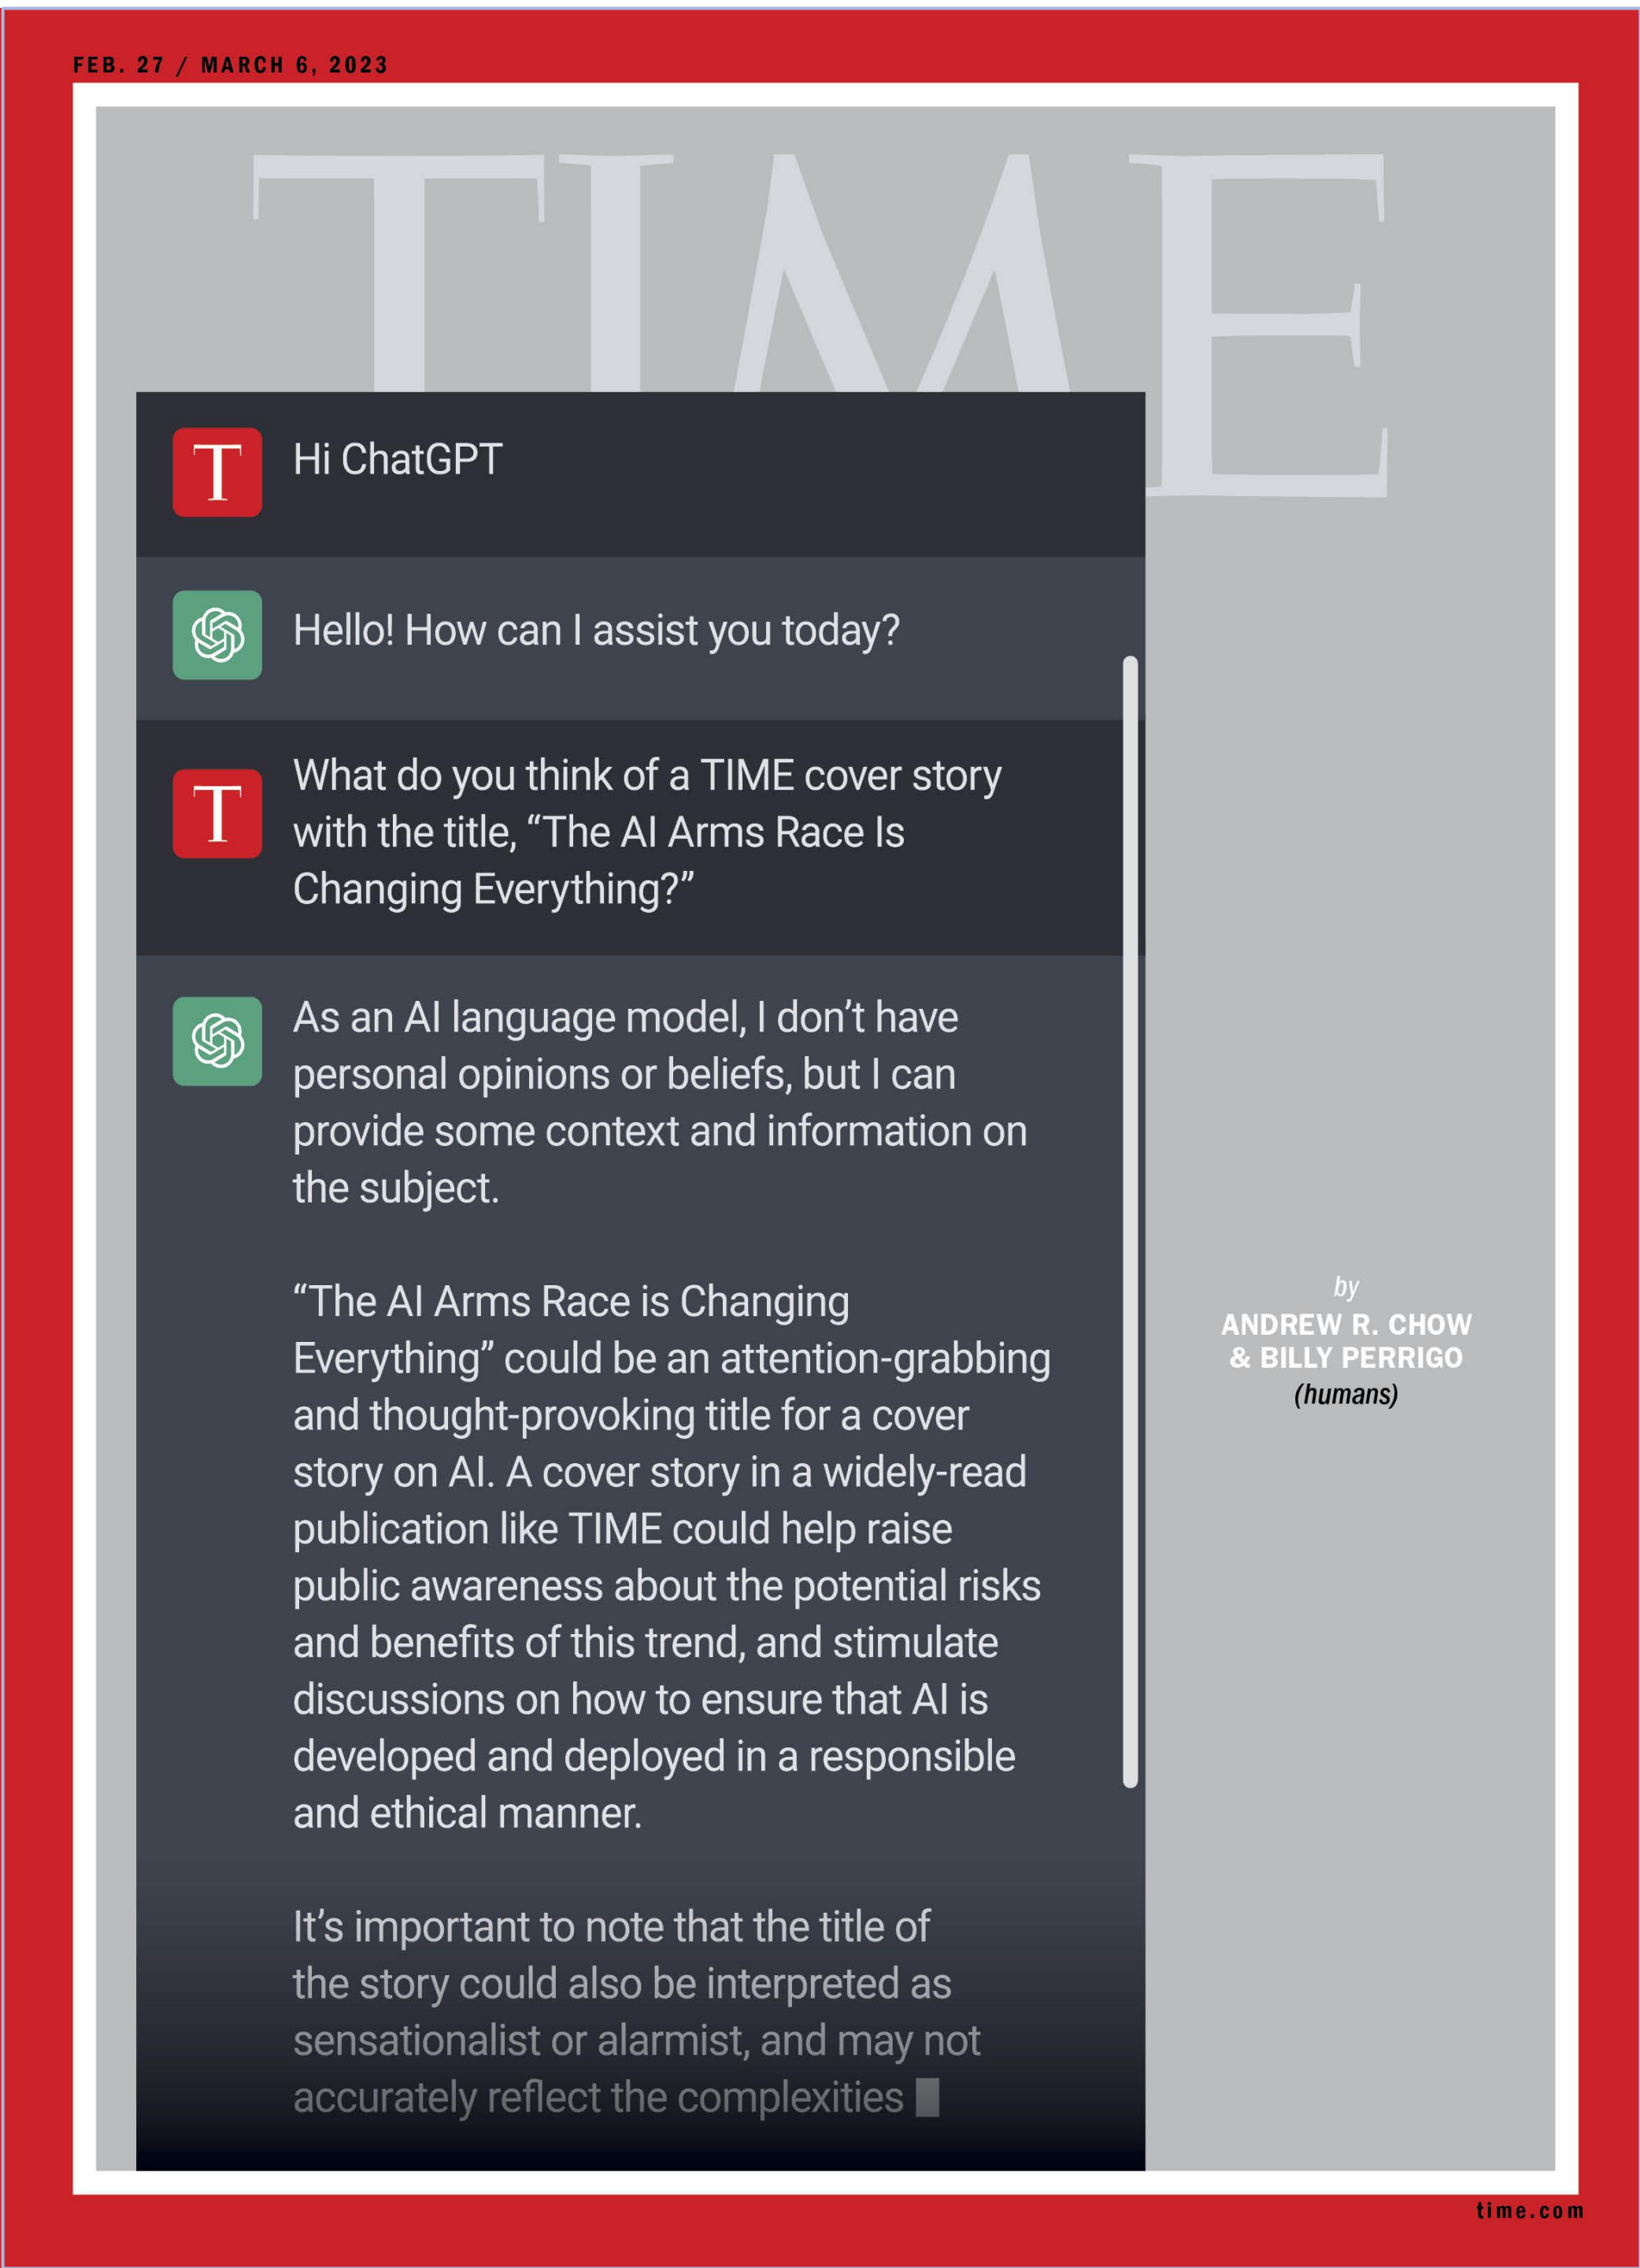 FEB. 27 / MARCH 6, 2023
TIME
T
Hi ChatGPT
Hello! How can I assist you today?
T
What do you think of a TIME cover story
with the title, “The AI Arms Race Is
Changing Everything?”
As an AI language model, I don’t have
personal opinions or beliefs, but I can
provide some context and information on
the subject.
“The AI Arms Race is Changing
Everything” could be an attention-grabbing
and thought-provoking title for a cover
story on AI. A cover story in a widely-read
publication like TIME could help raise
public awareness about the potential risks
and benefits of this trend, and stimulate
discussions on how to ensure that AI is
developed and deployed in a responsible
and ethical manner.
It’s important to note that the title of
the story could also be interpreted as
sensationalist or alarmist, and may not
accurately reflect the complexities
by
ANDREW R. CHOW
& BILLY PERRIGO
(humans)
time.com